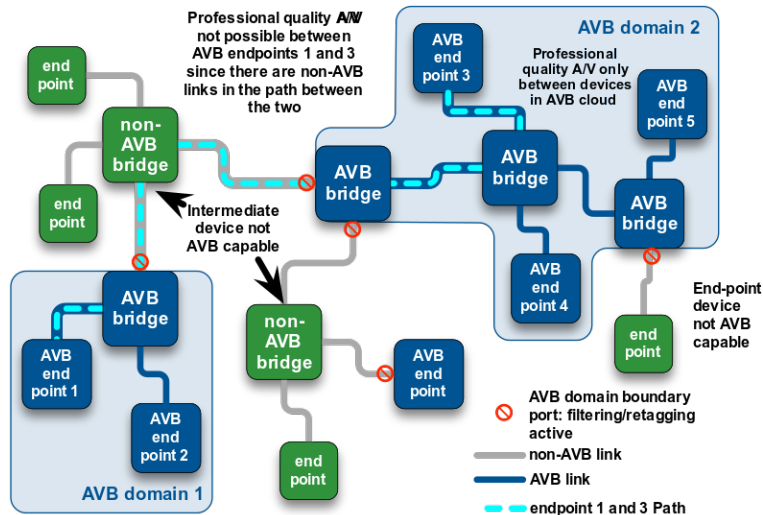 Professional quality A/V
not possible between
AVB endpoints 1 and 3
since there are non-AVB
links in the path between
the two
AVB domain 2
end
point
non-
AVB
bridge
end
point
AVB
end
point 3
Professional
quality A/V only
between devices
in AVB cloud
AVB
end
point 5
AVB
bridge
AVB
bridge
AVB
bridge
Intermediate
device not
AVB capable
AVB
end
point 4
End-point
device
not AVB
capable
AVB
bridge
non-
AVB
bridge
end
point
AVB
end
point 1
AVB
end
point
AVB
end
point 2
end
point
AVB domain 1
AVB domain boundary
port: filtering/retagging
active
non-AVB link
AVB link
endpoint 1 and 3 Path